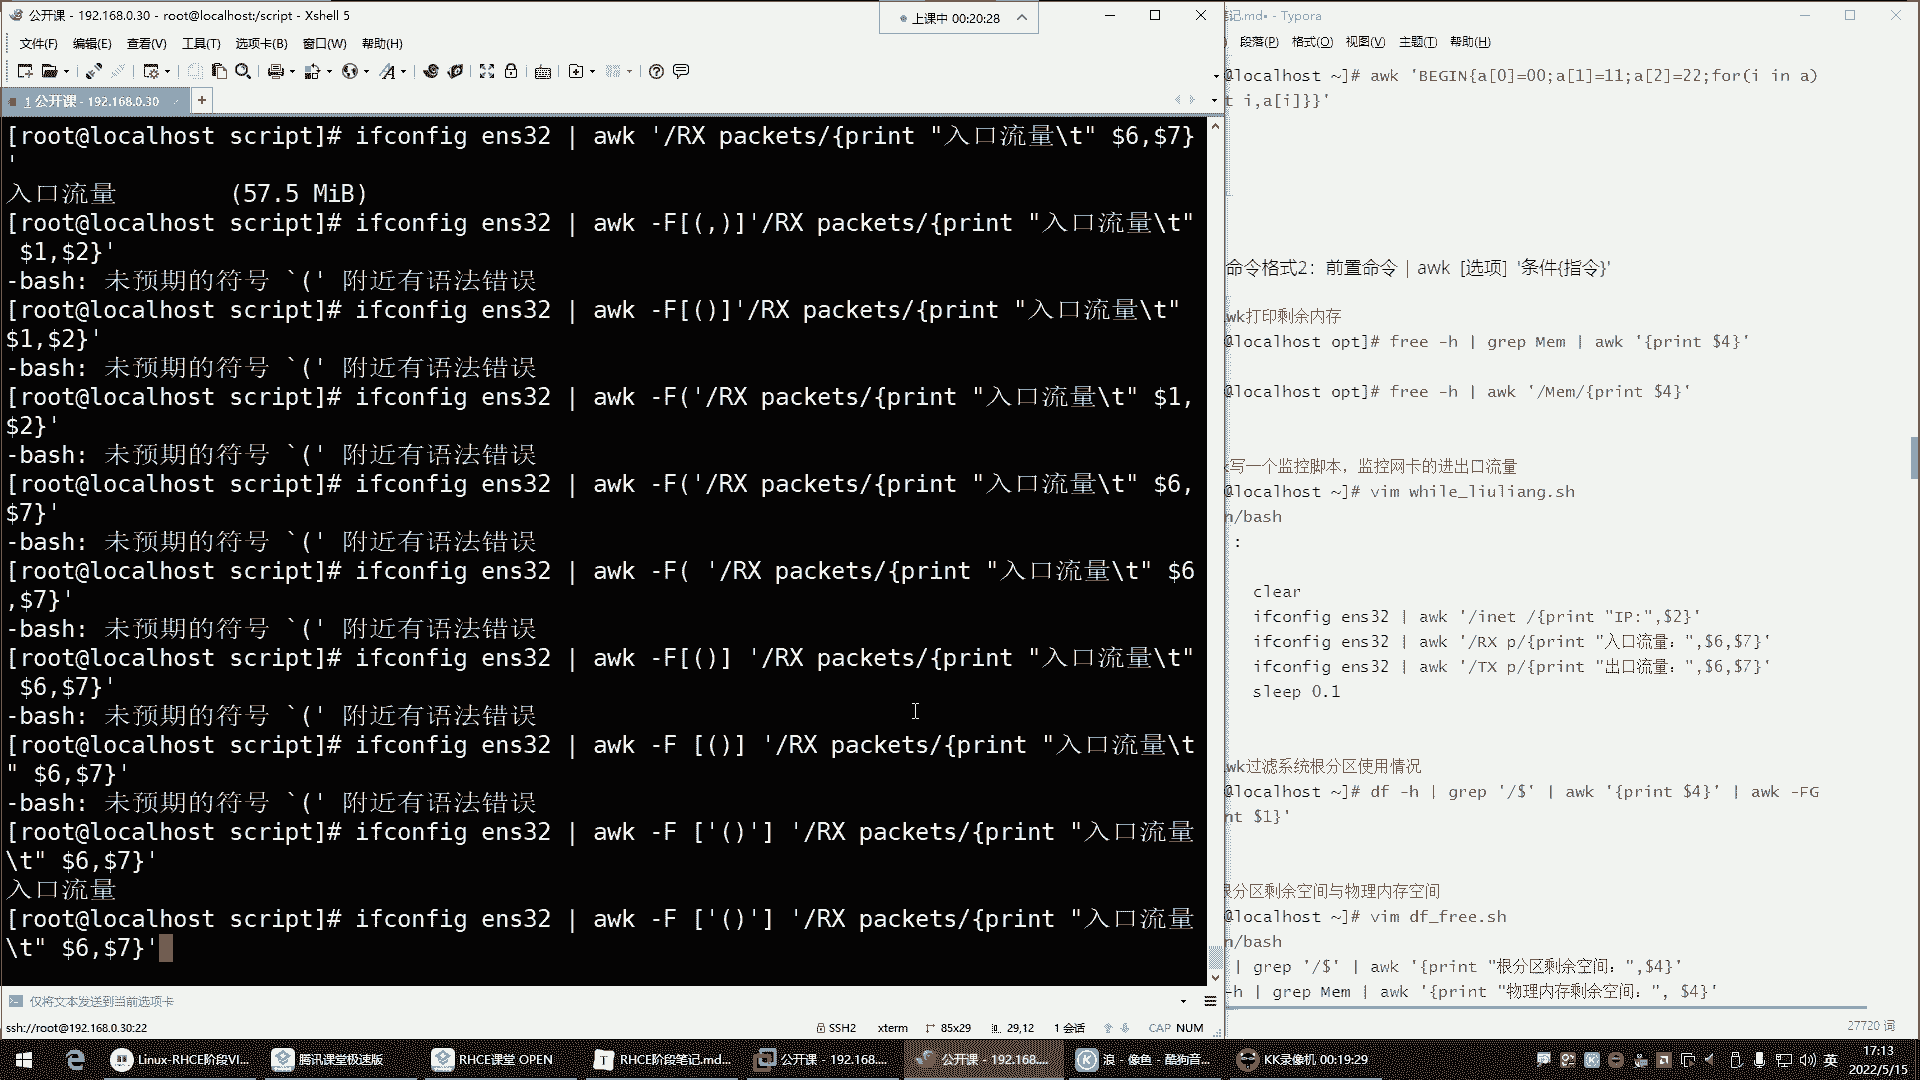 公开课 - 192.168.0.30 - root@localhost:/script - Xshell 5
上课中 00:20:28
文件(F) 编辑(E) 查看(V) 工具(T) 选项卡(B) 窗口(W) 帮助(H)
1 公开课 - 192.168.0.30
+
[root@localhost script]# ifconfig ens32 | awk '/RX packets/{print "入口流量\t" $6,$7}
'
入口流量 (57.5 MiB)
[root@localhost script]# ifconfig ens32 | awk -F[(,)]'/RX packets/{print "入口流量\t"
 $1,$2}'
-bash: 未预期的符号 `(' 附近有语法错误
[root@localhost script]# ifconfig ens32 | awk -F[()]'/RX packets/{print "入口流量\t"
$1,$2}'
-bash: 未预期的符号 `(' 附近有语法错误
[root@localhost script]# ifconfig ens32 | awk -F('/RX packets/{print "入口流量\t" $1,
$2}'
-bash: 未预期的符号 `(' 附近有语法错误
[root@localhost script]# ifconfig ens32 | awk -F('/RX packets/{print "入口流量\t" $6,
$7}'
-bash: 未预期的符号 `(' 附近有语法错误
[root@localhost script]# ifconfig ens32 | awk -F( '/RX packets/{print "入口流量\t" $6
,$7}'
-bash: 未预期的符号 `(' 附近有语法错误
[root@localhost script]# ifconfig ens32 | awk -F[()] '/RX packets/{print "入口流量\t"
 $6,$7}'
-bash: 未预期的符号 `(' 附近有语法错误
[root@localhost script]# ifconfig ens32 | awk -F [()] '/RX packets/{print "入口流量\t
" $6,$7}'
-bash: 未预期的符号 `(' 附近有语法错误
[root@localhost script]# ifconfig ens32 | awk -F ['()'] '/RX packets/{print "入口流量
\t" $6,$7}'
入口流量
[root@localhost script]# ifconfig ens32 | awk -F ['()'] '/RX packets/{print "入口流量
\t" $6,$7}'
仅将文本发送到当前选项卡
ssh://root@192.168.0.30:22 SSH2 xterm 85x29 29,12 1 会话 CAP NUM
笔记.md• - Typora
段落(P) 格式(O) 视图(V) 主题(T) 帮助(H)
@localhost ~]# awk 'BEGIN{a[0]=00;a[1]=11;a[2]=22;for(i in a)
t i,a[i]}}'
命令格式2：前置命令 | awk [选项] '条件{指令}'
wk打印剩余内存
@localhost opt]# free -h | grep Mem | awk '{print $4}'
@localhost opt]# free -h | awk '/Mem/{print $4}'
写一个监控脚本，监控网卡的进出口流量
@localhost ~]# vim while_liuliang.sh
n/bash
:
clear
ifconfig ens32 | awk '/inet /{print "IP:",$2}'
ifconfig ens32 | awk '/RX p/{print "入口流量：",$6,$7}'
ifconfig ens32 | awk '/TX p/{print "出口流量：",$6,$7}'
sleep 0.1
wk过滤系统根分区使用情况
@localhost ~]# df -h | grep '/$' | awk '{print $4}' | awk -FG
nt $1}'
根分区剩余空间与物理内存空间
@localhost ~]# vim df_free.sh
n/bash
| grep '/$' | awk '{print "根分区剩余空间：",$4}'
-h | grep Mem | awk '{print "物理内存剩余空间：", $4}'
27720 词
Linux-RHCE阶段VI... 腾讯课堂极速版 RHCE课堂 OPEN RHCE阶段笔记.md... 公开课 - 192.168.... 公开课 - 192.168.... 浪 - 像鱼 - 酷狗音... KK录像机 00:19:29 英
17:13
2022/5/15